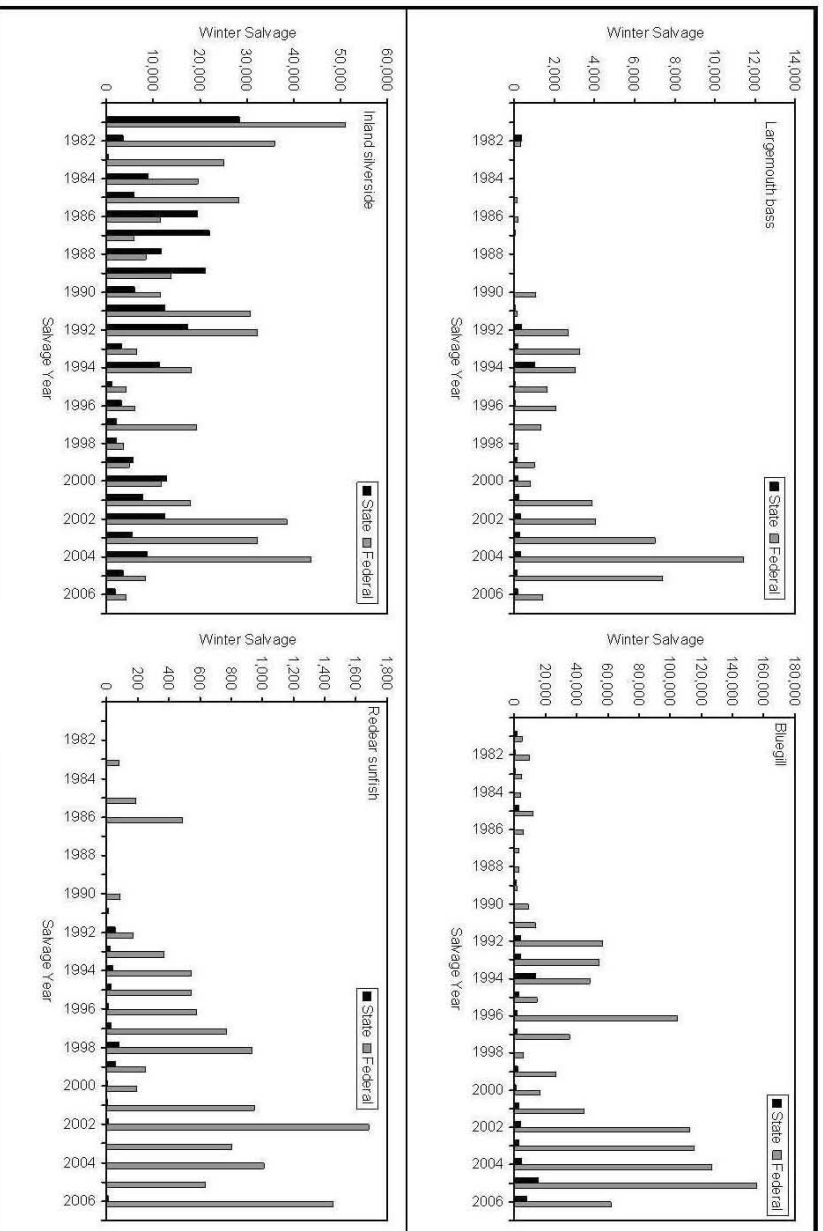 Largemouth bass
Winter Salvage
14,000
12,000
10,000
8,000
6,000
4,000
2,000
0
1982 1984 1986 1988 1990 1992 1994 1996 1998 2000 2002 2004 2006
Salvage Year
State Federal
Bluegill
Winter Salvage
180,000
160,000
140,000
120,000
100,000
80,000
60,000
40,000
20,000
0
1982 1984 1986 1988 1990 1992 1994 1996 1998 2000 2002 2004 2006
Salvage Year
State Federal
Inland silverside
Winter Salvage
60,000
50,000
40,000
30,000
20,000
10,000
0
1982 1984 1986 1988 1990 1992 1994 1996 1998 2000 2002 2004 2006
Salvage Year
State Federal
Redear sunfish
Winter Salvage
1,800
1,600
1,400
1,200
1,000
800
600
400
200
0
1982 1984 1986 1988 1990 1992 1994 1996 1998 2000 2002 2004 2006
Salvage Year
State Federal